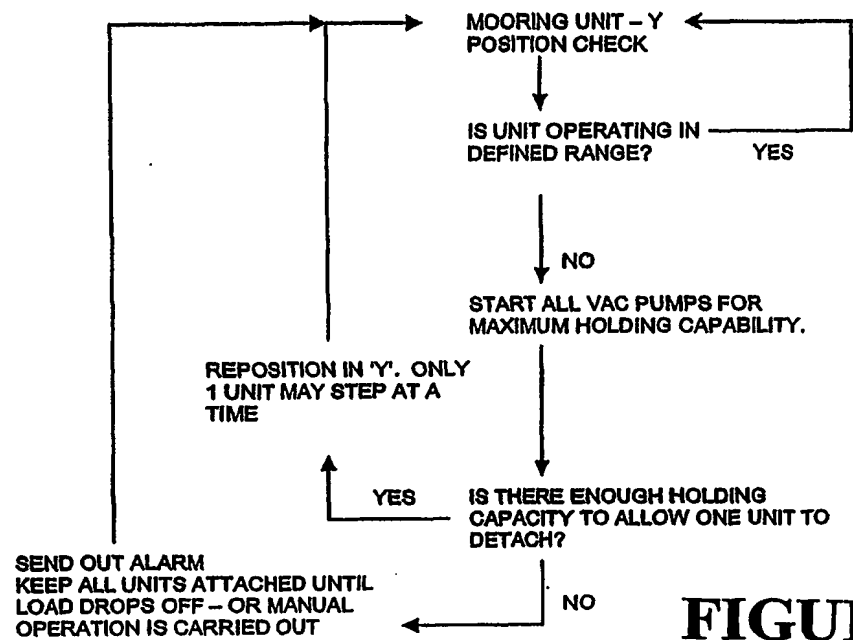 MOORING UNIT – Y
POSITION CHECK
IS UNIT OPERATING IN
DEFINED RANGE?
YES
NO
START ALL VAC PUMPS FOR
MAXIMUM HOLDING CAPABILITY.
REPOSITION IN 'Y'. ONLY
1 UNIT MAY STEP AT A
TIME
YES
IS THERE ENOUGH HOLDING
CAPACITY TO ALLOW ONE UNIT TO
DETACH?
SEND OUT ALARM
KEEP ALL UNITS ATTACHED UNTIL
LOAD DROPS OFF – OR MANUAL
OPERATION IS CARRIED OUT
NO